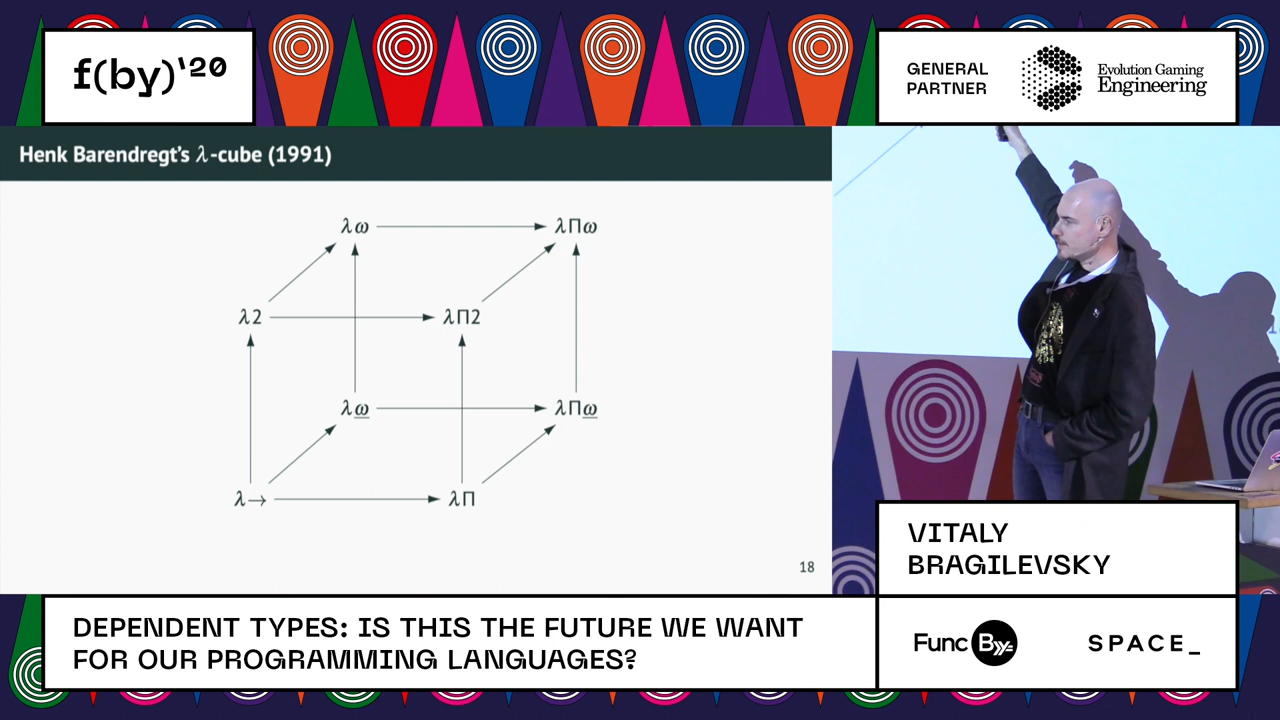 f(by)'20
GENERAL
PARTNER
Evolution Gaming
Engineering
Henk Barendregt's λ-cube (1991)
λω
λΠω
λ2
λΠ2
λω̲
λΠω̲
λ→
λΠ
18
VITALY
BRAGILEVSKY
DEPENDENT TYPES: IS THIS THE FUTURE WE WANT
FOR OUR PROGRAMMING LANGUAGES?
Func By
SPACE_